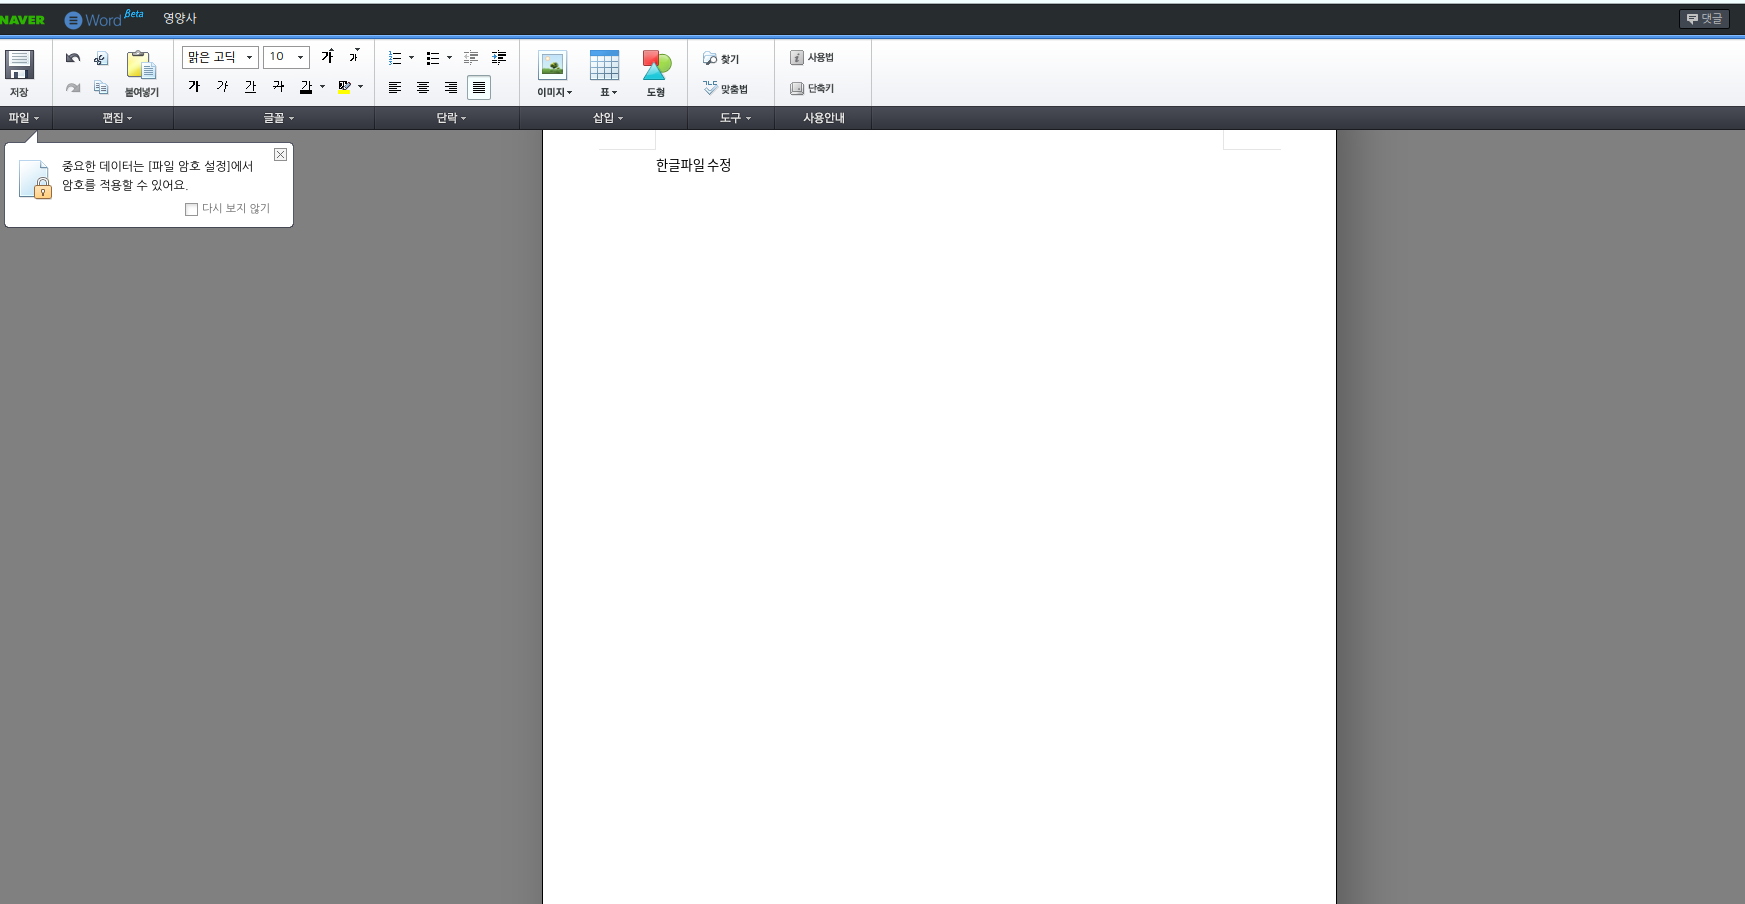 NAVER Word Beta 영양사 댓글
맑은 고딕 10 가 가 찾기 사용법
저장 붙여넣기 가 가 가 가 가 가 이미지 표 도형 맞춤법 단축키
파일 편집 글꼴 단락 삽입 도구 사용안내
중요한 데이터는 [파일 암호 설정]에서
암호를 적용할 수 있어요.
다시 보지 않기
한글파일 수정